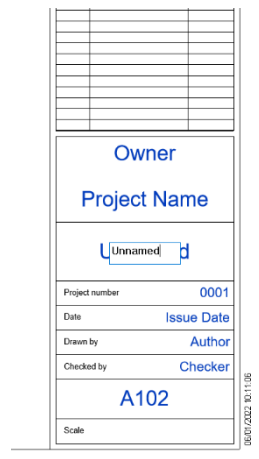 Owner
Project Name
Unnamed
Project number 0001
Date Issue Date
Drawn by Author
Checked by Checker
A102
Scale
06/01/2022 10:11:06